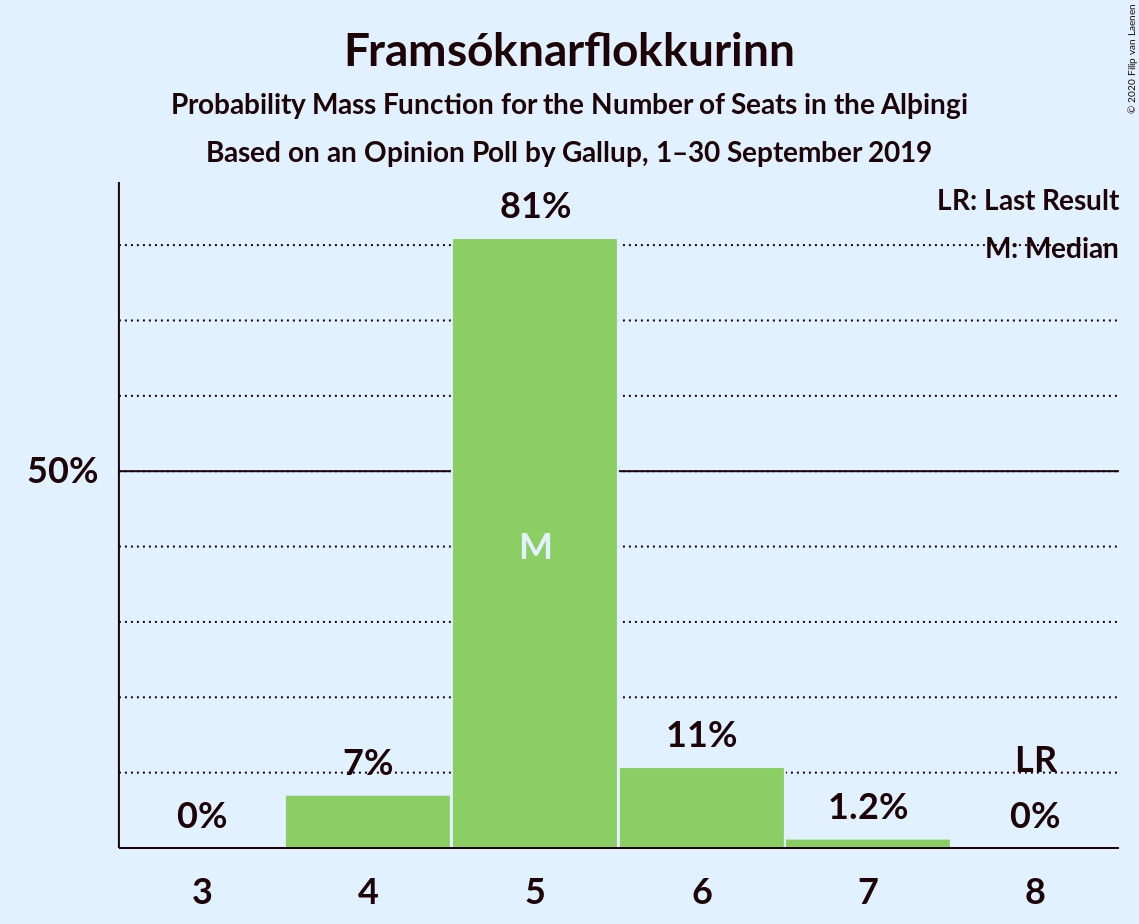 Framsóknarflokkurinn
Probability Mass Function for the Number of Seats in the Alþingi
Based on an Opinion Poll by Gallup, 1–30 September 2019
© 2020 Filip van Laenen
LR: Last Result
M: Median
81%
50%
M
11%
7%
LR
1.2%
0%
0%
3 4 5 6 7 8